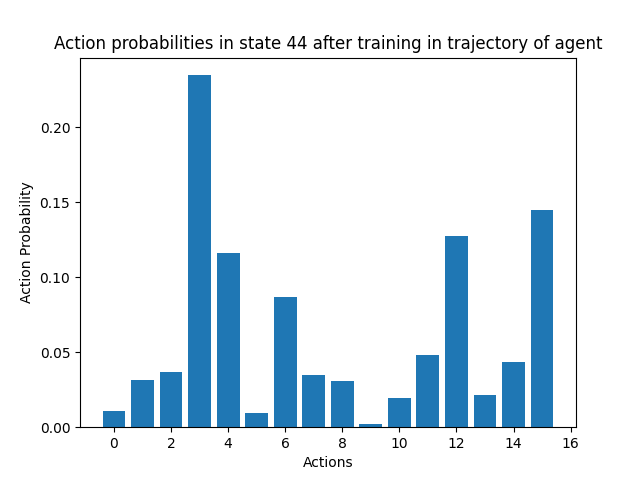 Action probabilities in state 44 after training in trajectory of agent
Action Probability
0.20
0.15
0.10
0.05
0.00
0 2 4 6 8 10 12 14 16
Actions